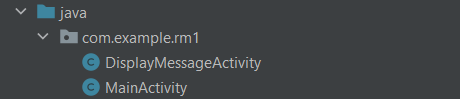 java
com.example.rm1
C DisplayMessageActivity
C MainActivity